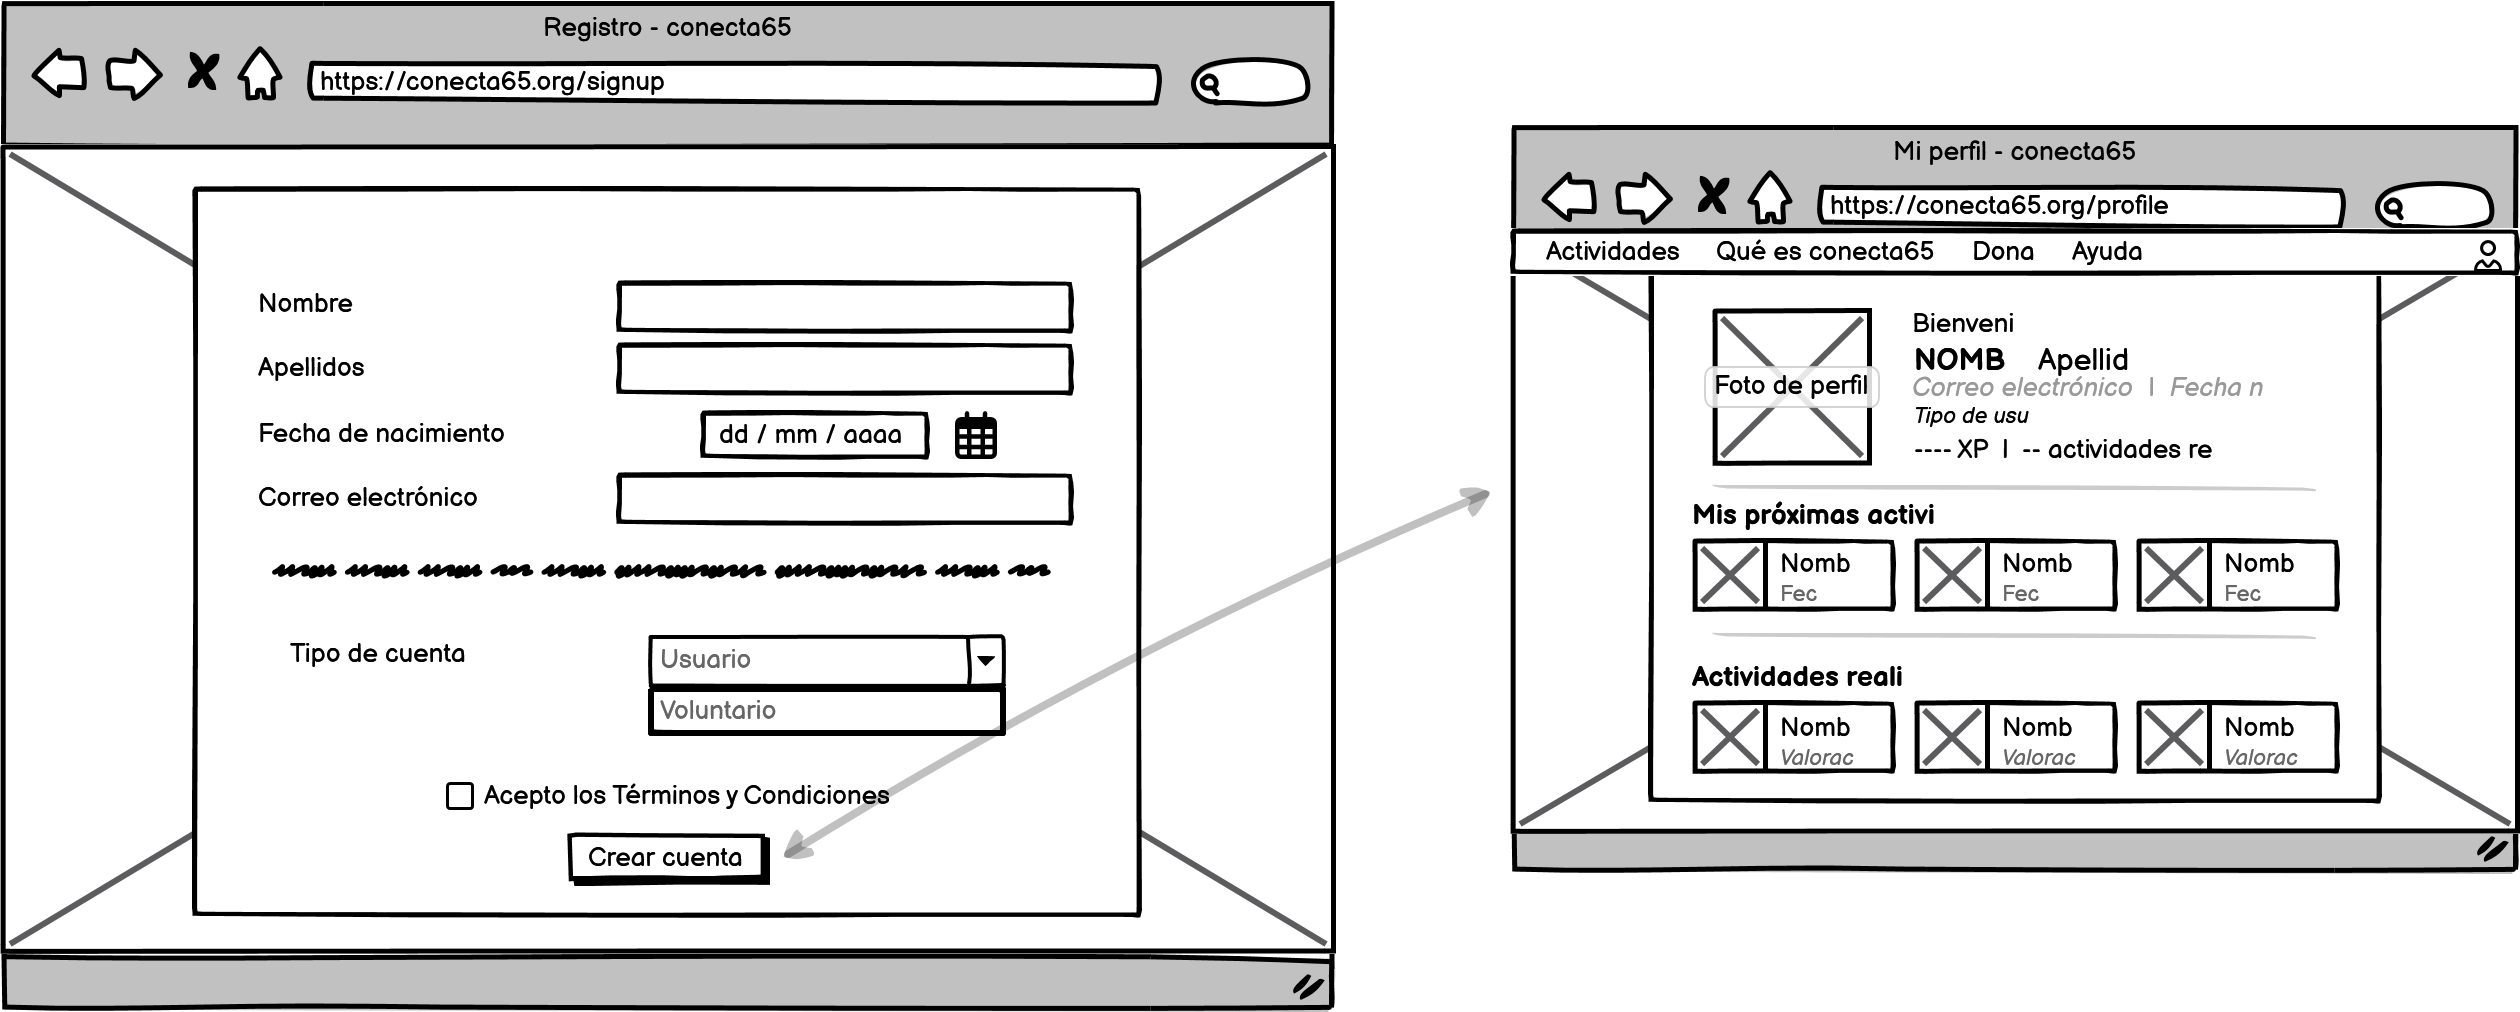 Registro - conecta65
https://conecta65.org/signup
Nombre
Apellidos
Fecha de nacimiento
dd / mm / aaaa
Correo electrónico
Tipo de cuenta
Usuario
Voluntario
Acepto los Términos y Condiciones
Crear cuenta
Mi perfil - conecta65
https://conecta65.org/profile
Actividades Qué es conecta65 Dona Ayuda
Foto de perfil
Bienveni
NOMB Apellid
Correo electrónico | Fecha n
Tipo de usu
---- XP | -- actividades re
Mis próximas activi
Nomb Nomb Nomb
Fec Fec Fec
Actividades reali
Nomb Nomb Nomb
Valorac Valorac Valorac